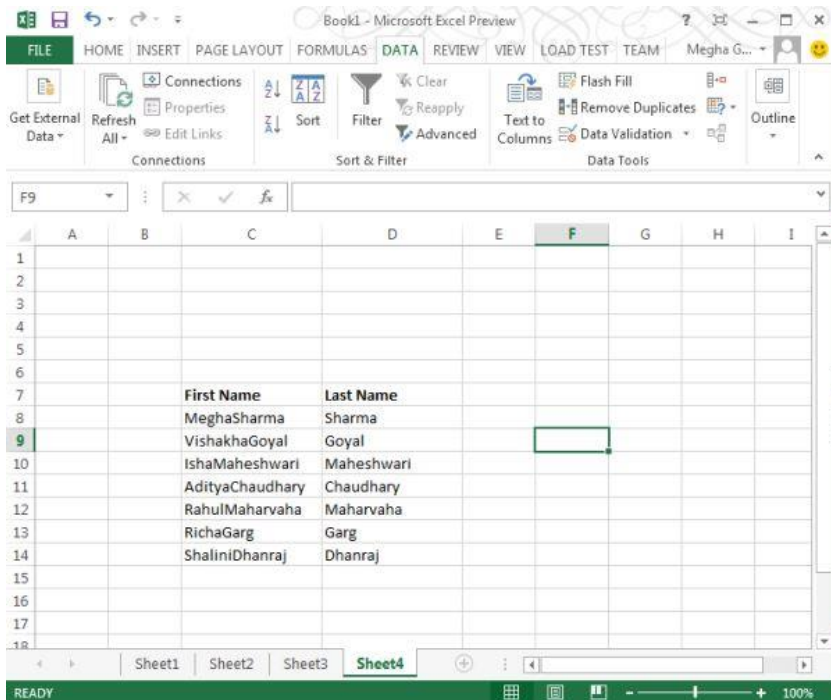 Book1 - Microsoft Excel Preview
?
FILE HOME INSERT PAGE LAYOUT FORMULAS DATA REVIEW VIEW LOAD TEST TEAM Megha G...
Get External Data
Refresh All
Connections
Properties
Edit Links
Connections
Sort
Filter
Clear
Reapply
Advanced
Sort & Filter
Text to Columns
Flash Fill
Remove Duplicates
Data Validation
Data Tools
Outline
F9 fx
A B C D E F G H I
1
2
3
4
5
6
7 First Name Last Name
8 MeghaSharma Sharma
9 VishakhaGoyal Goyal
10 IshaMaheshwari Maheshwari
11 AdityaChaudhary Chaudhary
12 RahulMaharvaha Maharvaha
13 RichaGarg Garg
14 ShaliniDhanraj Dhanraj
15
16
17
18
Sheet1 Sheet2 Sheet3 Sheet4
READY 100%